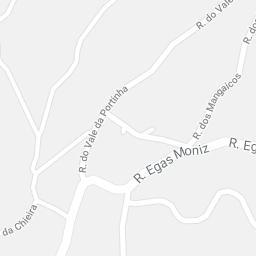 R. do Vale
R. dos Mangaicos
R. do Vale da Portinha
R. Egas Moniz
R. Eg
da Chieira